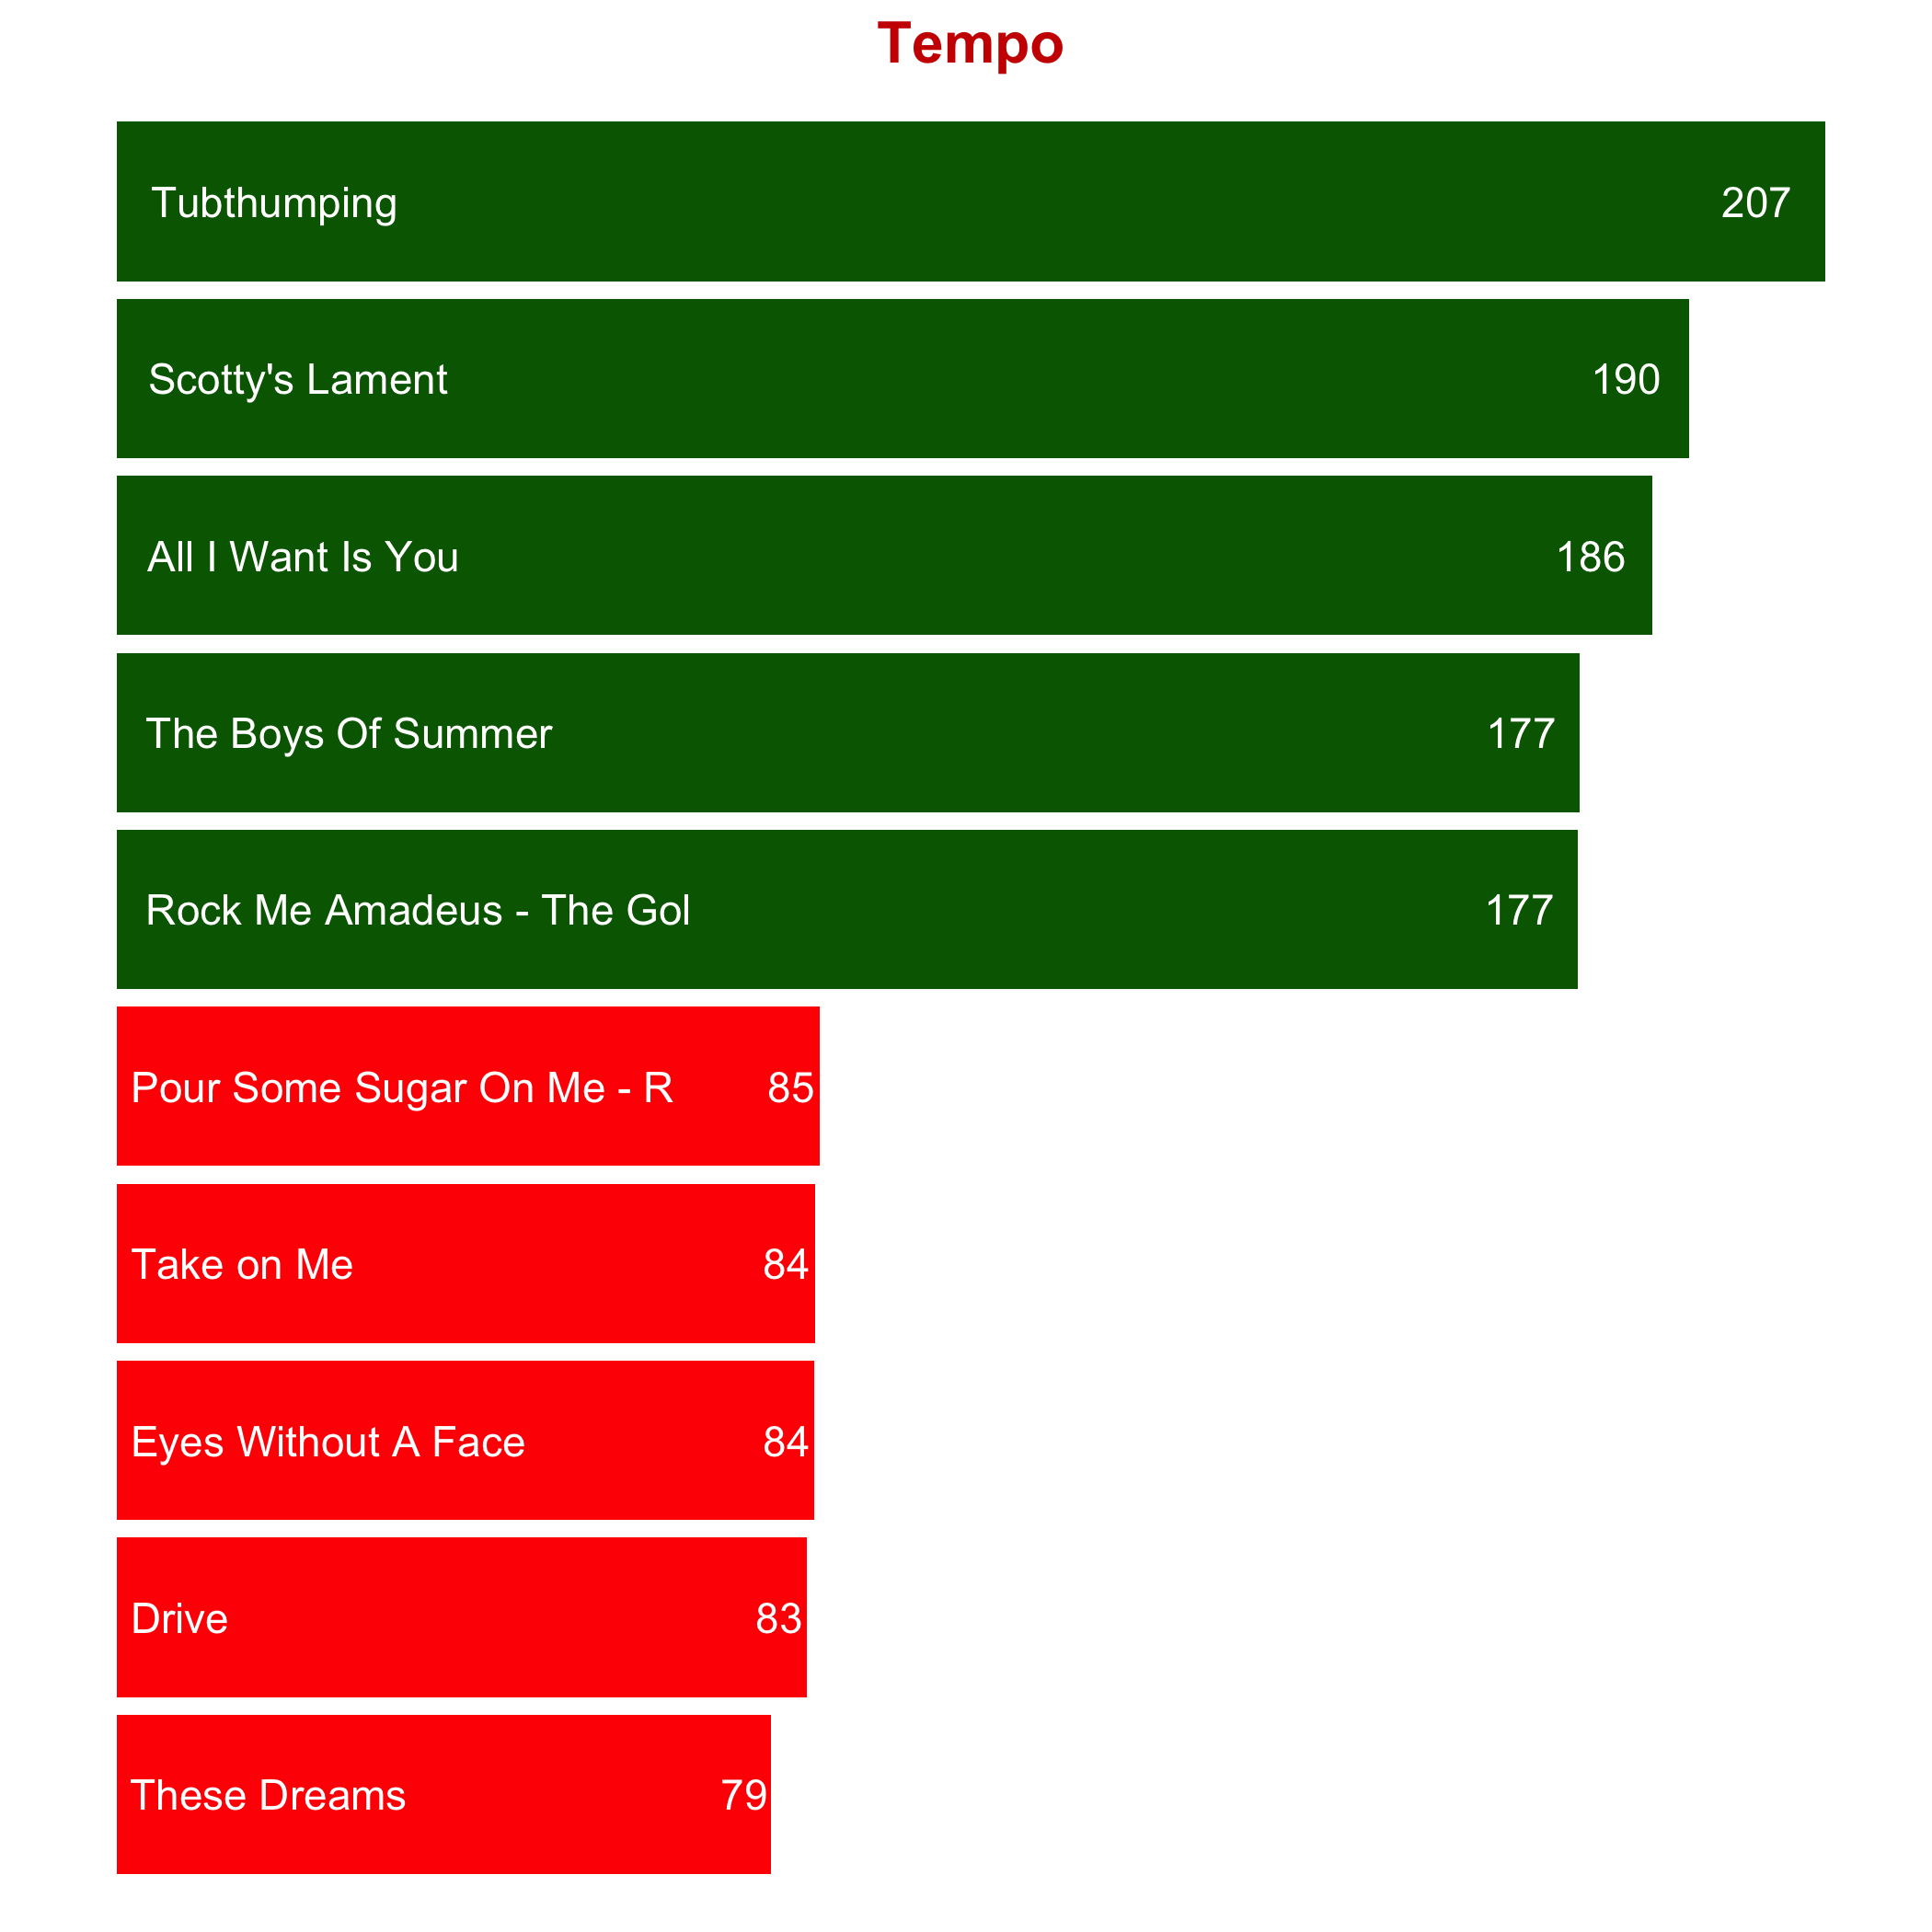 Tempo
Tubthumping 207
Scotty's Lament 190
All I Want Is You 186
The Boys Of Summer 177
Rock Me Amadeus - The Gol 177
Pour Some Sugar On Me - R 85
Take on Me 84
Eyes Without A Face 84
Drive 83
These Dreams 79